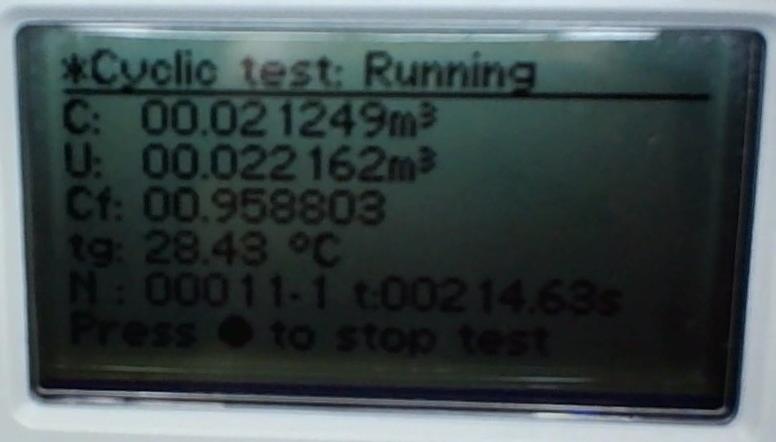 *Cyclic test: Running
C: 00.021249m³
U: 00.022162m³
Cf: 00.958803
tg: 28.43 °C
N : 00011-1 t:00214.63s
Press ● to stop test